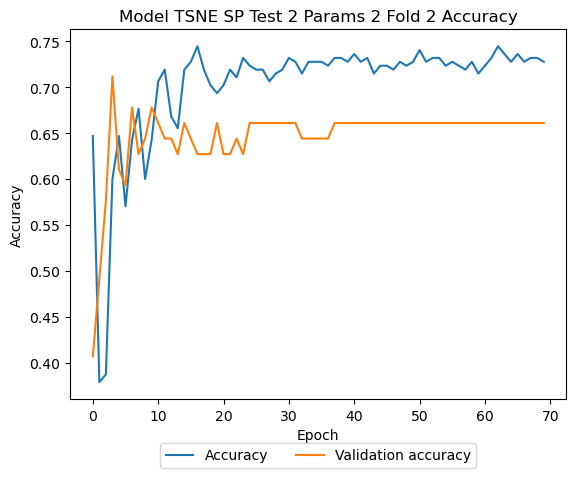 Model TSNE SP Test 2 Params 2 Fold 2 Accuracy
Accuracy
0.75
0.70
0.65
0.60
0.55
0.50
0.45
0.40
0 10 20 30 40 50 60 70
Epoch
Accuracy Validation accuracy